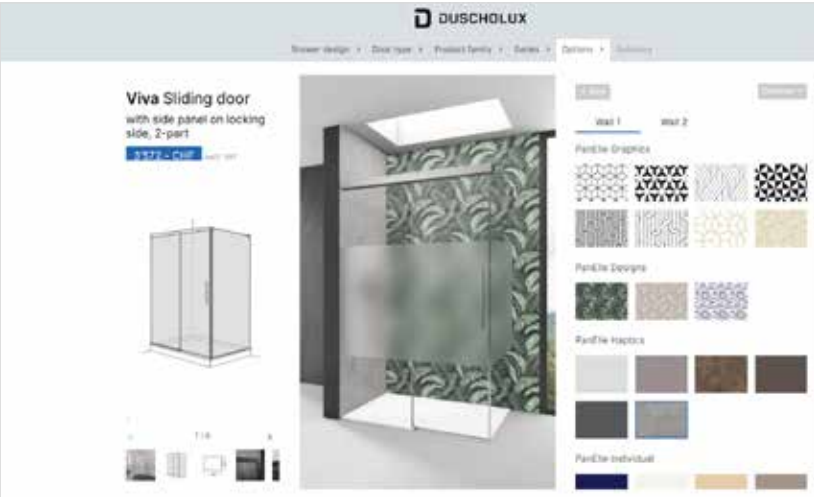 DUSCHOLUX
Shower design > Door type > Product family > Series > Options > Summary
Viva Sliding door
with side panel on locking
side, 2-part
Wall 1 Wall 2
PanElle Graphics
PanElle Designs
PanElle Haptics
PanElle Individual